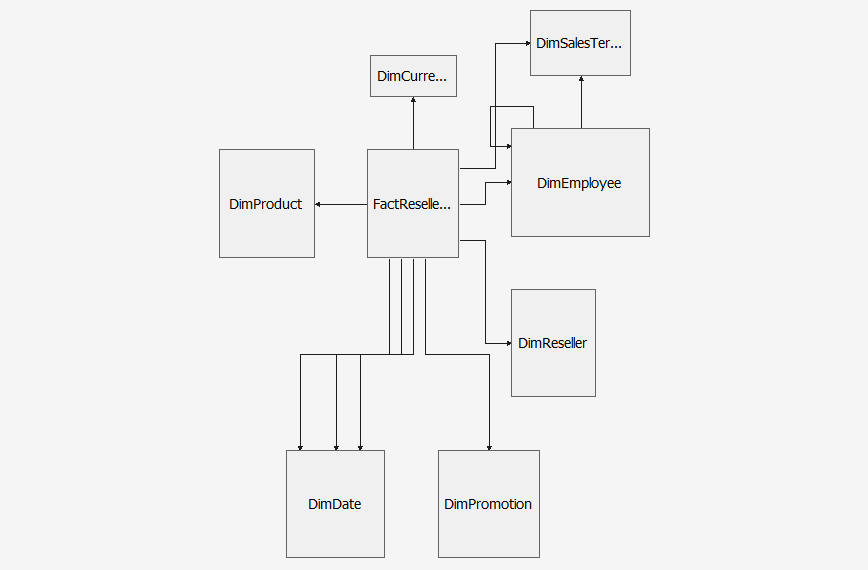 DimSalesTer...
DimCurre...
DimEmployee
DimProduct
FactReselle...
DimReseller
DimDate
DimPromotion